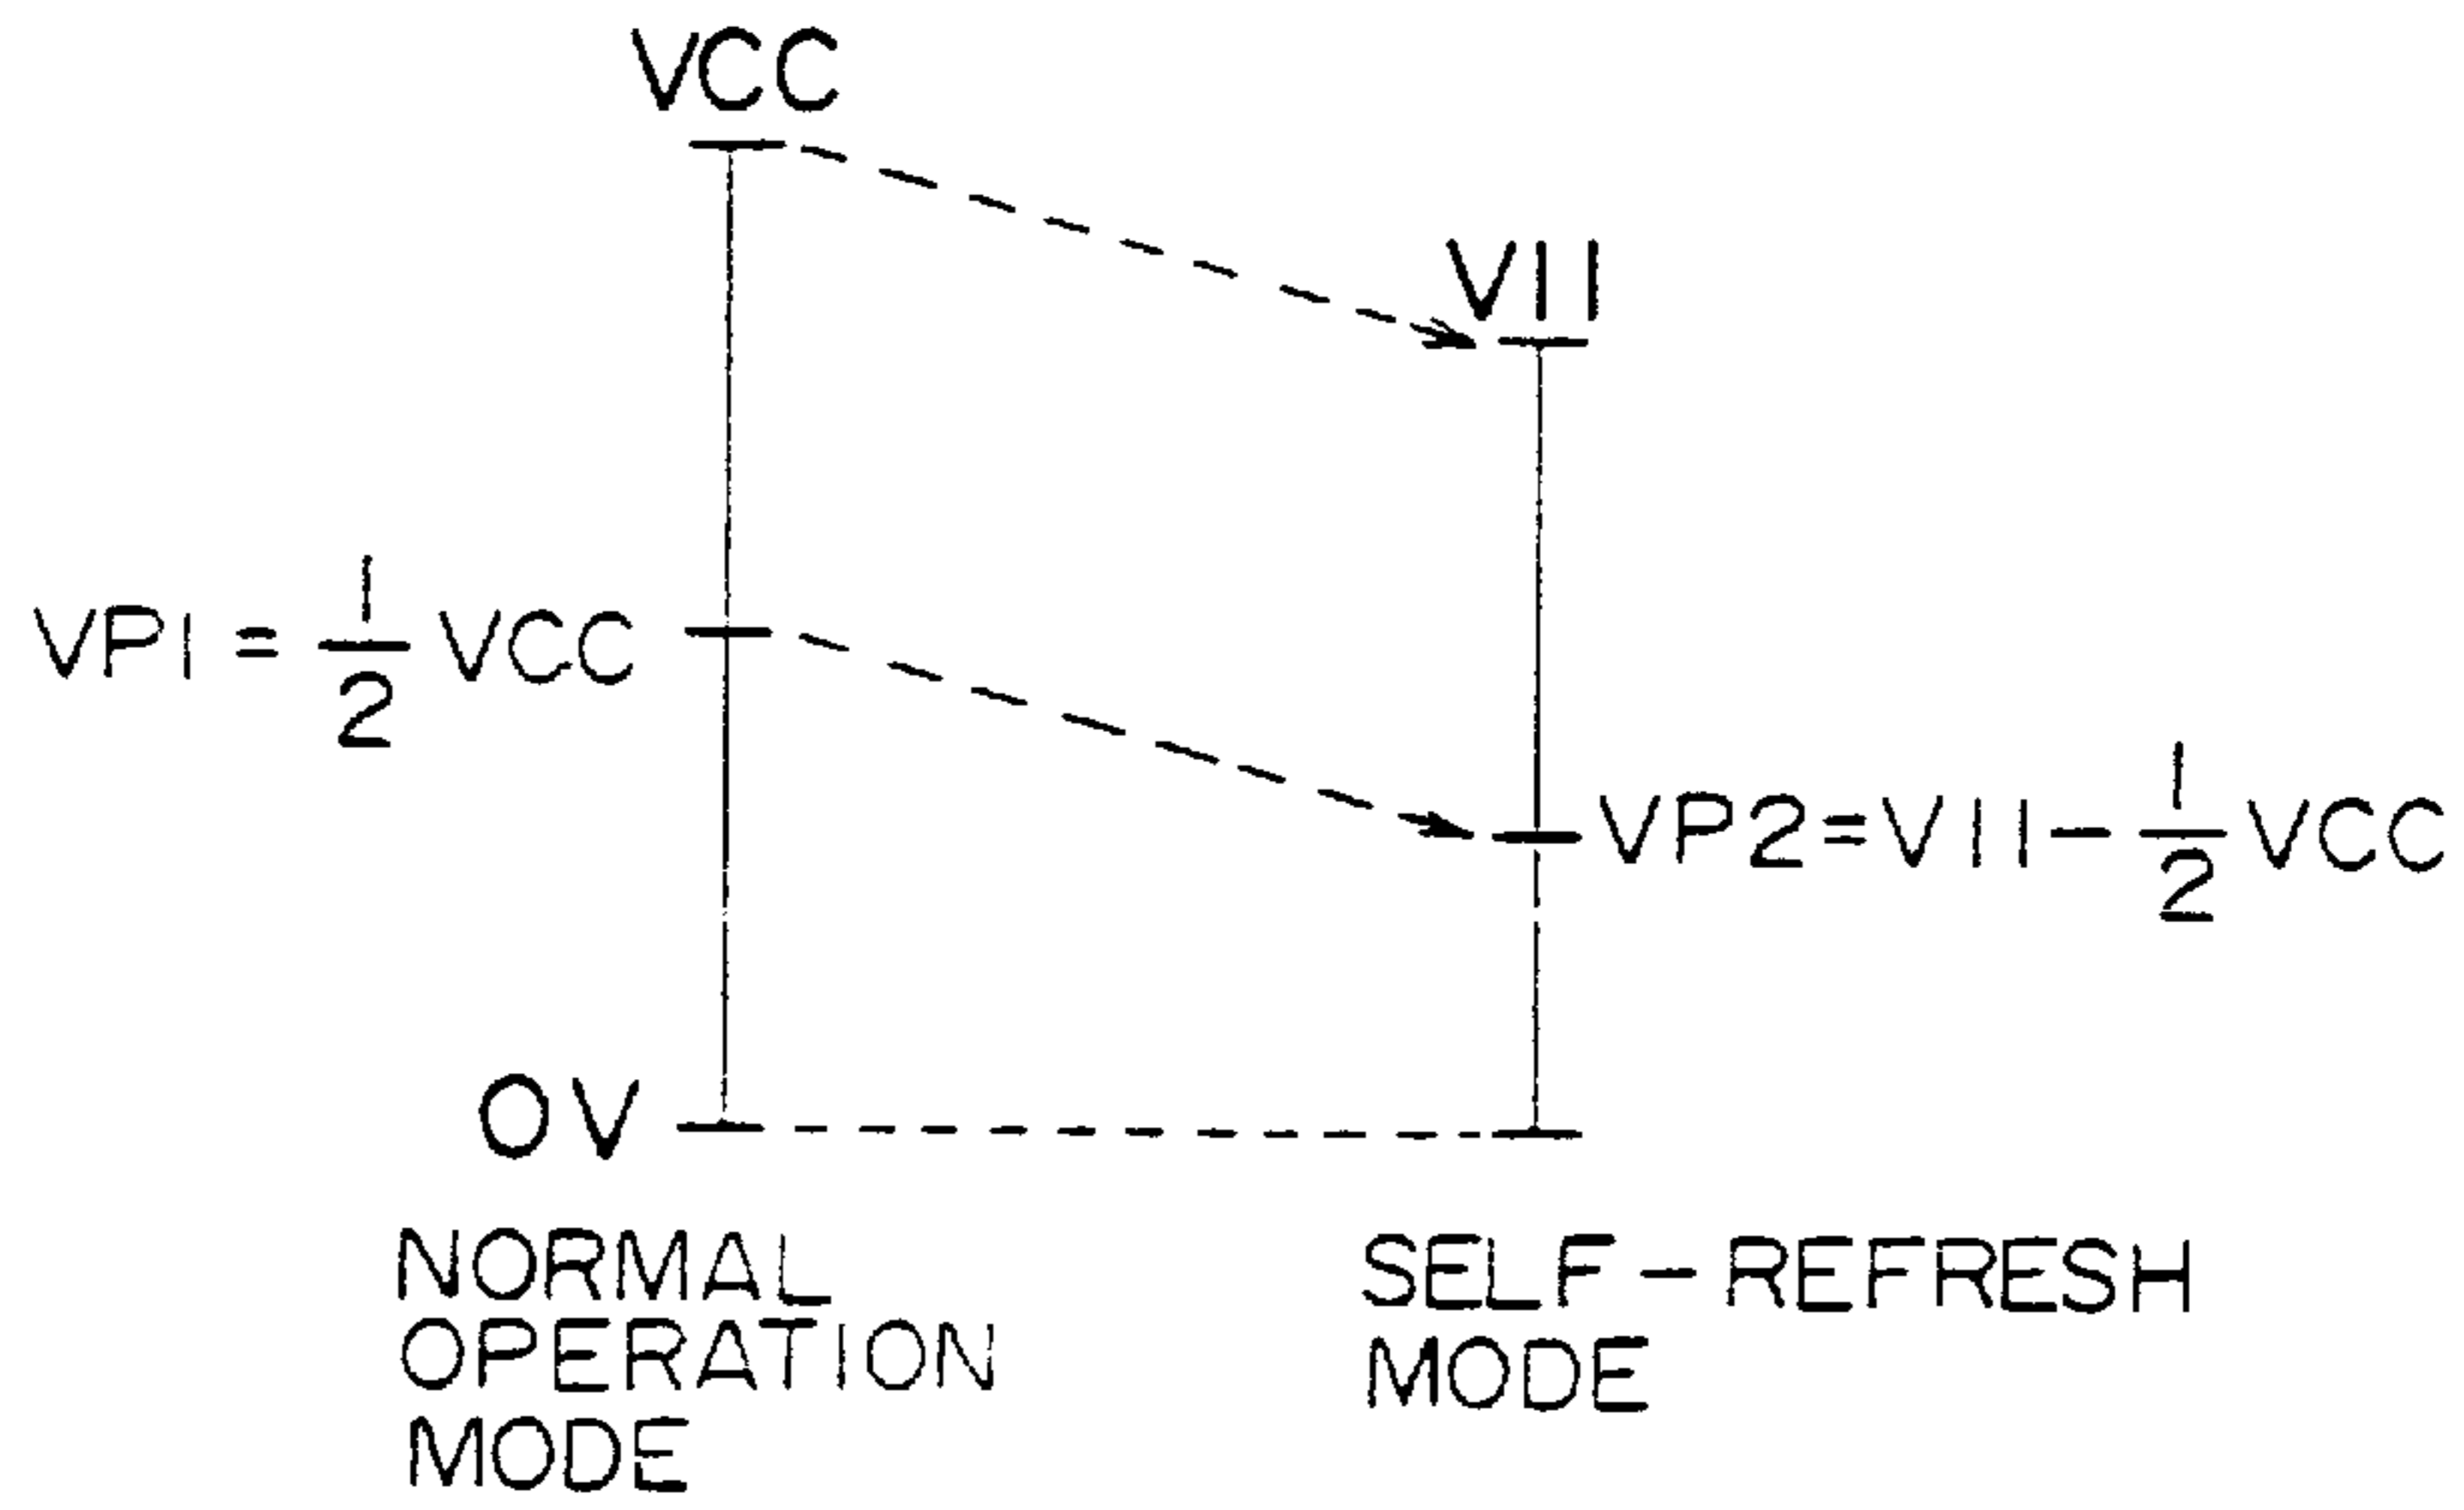 VCC
VII
VP1 = 1/2 VCC
VP2=VII-1/2 VCC
0V
NORMAL
OPERATION
MODE
SELF-REFRESH
MODE